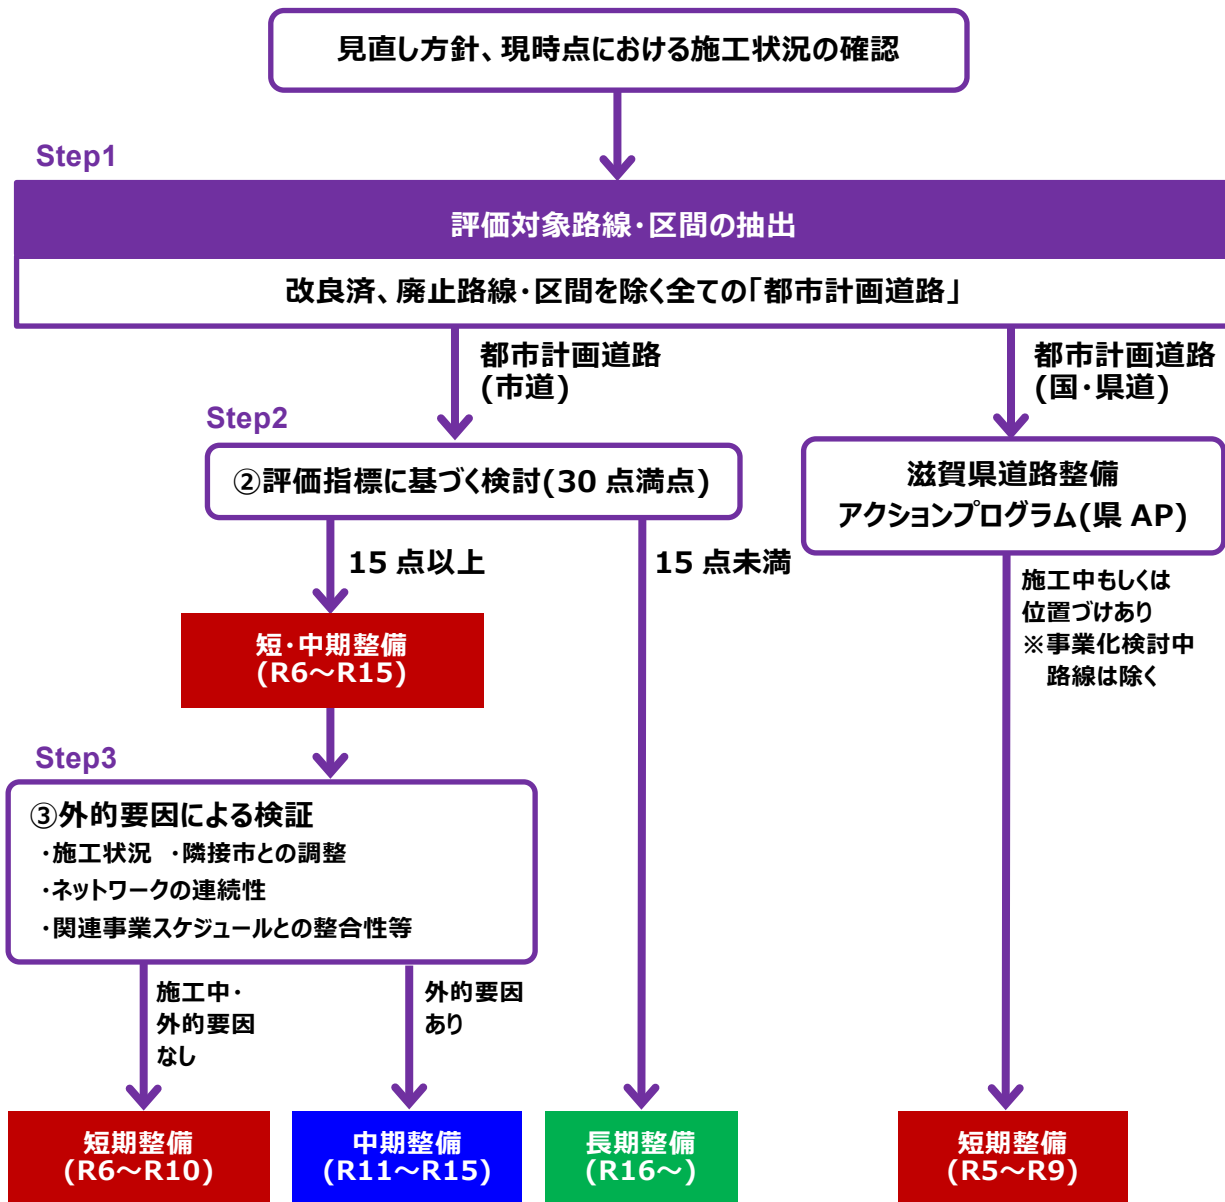 見直し方針、現時点における施工状況の確認
Step1
評価対象路線・区間の抽出
改良済、廃止路線・区間を除く全ての「都市計画道路」
都市計画道路
(市道)
都市計画道路
(国・県道)
Step2
②評価指標に基づく検討(30 点満点)
滋賀県道路整備
アクションプログラム(県 AP)
15 点以上
15 点未満
施工中もしくは
位置づけあり
※事業化検討中
路線は除く
短・中期整備
(R6～R15)
Step3
③外的要因による検証
・施工状況 ・隣接市との調整
・ネットワークの連続性
・関連事業スケジュールとの整合性等
施工中・
外的要因
なし
外的要因
あり
短期整備
(R6～R10)
中期整備
(R11～R15)
長期整備
(R16～)
短期整備
(R5～R9)